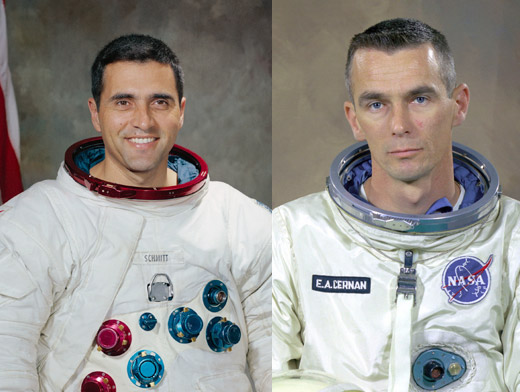 SCHMITT
E.A. CERNAN
NASA